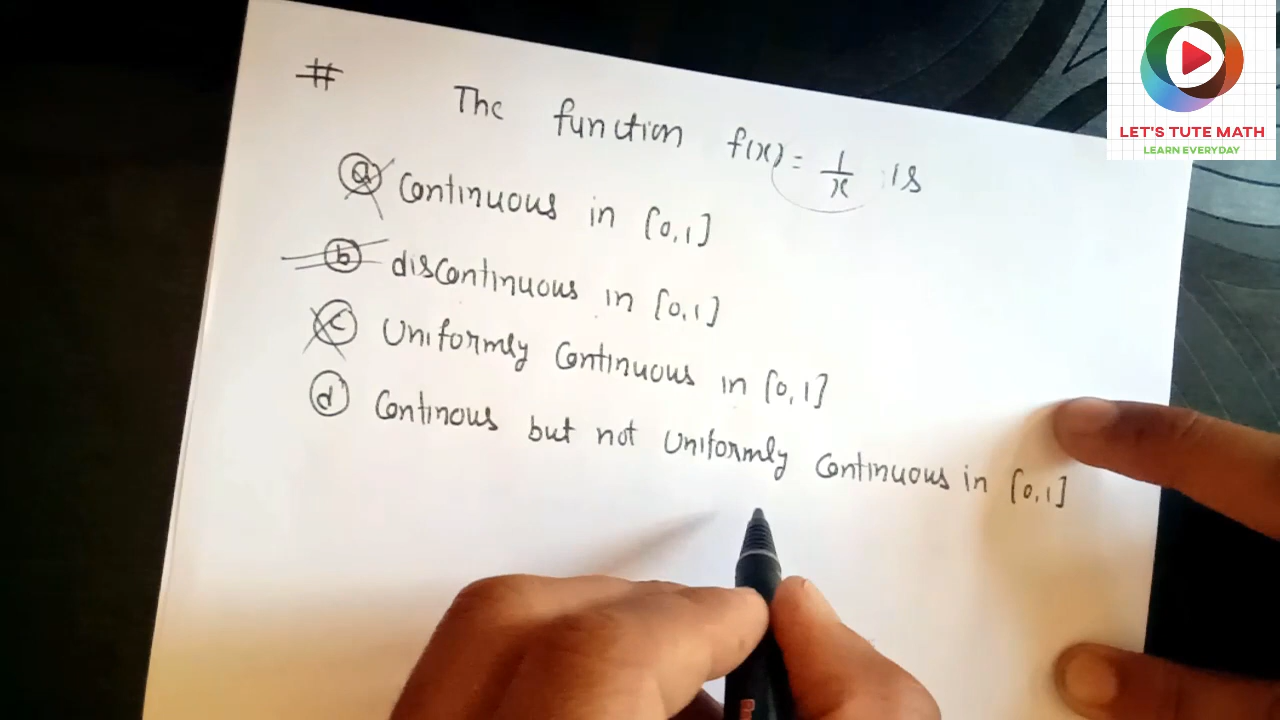 # The function f(x) = 1/x is
ⓐ Continuous in [0,1]
ⓑ discontinuous in [0,1]
ⓒ Uniformly Continuous in [0,1]
ⓓ Continous but not Uniformly Continuous in [0,1]
LET'S TUTE MATH
LEARN EVERYDAY